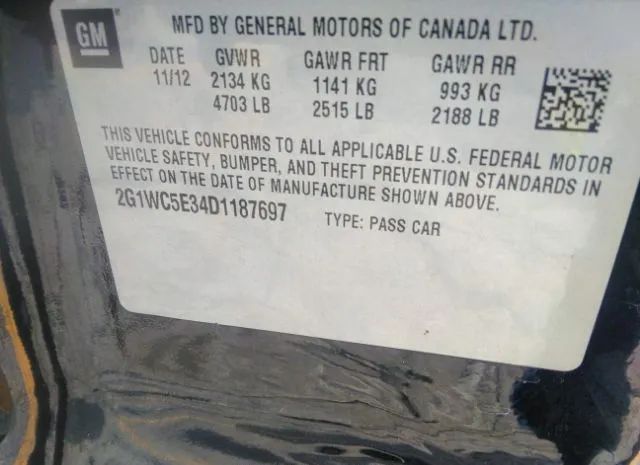 GM
MFD BY GENERAL MOTORS OF CANADA LTD.
DATE GVWR GAWR FRT GAWR RR
11/12 2134 KG 1141 KG 993 KG
4703 LB 2515 LB 2188 LB
THIS VEHICLE CONFORMS TO ALL APPLICABLE U.S. FEDERAL MOTOR
VEHICLE SAFETY, BUMPER, AND THEFT PREVENTION STANDARDS IN
EFFECT ON THE DATE OF MANUFACTURE SHOWN ABOVE.
2G1WC5E34D1187697 TYPE: PASS CAR